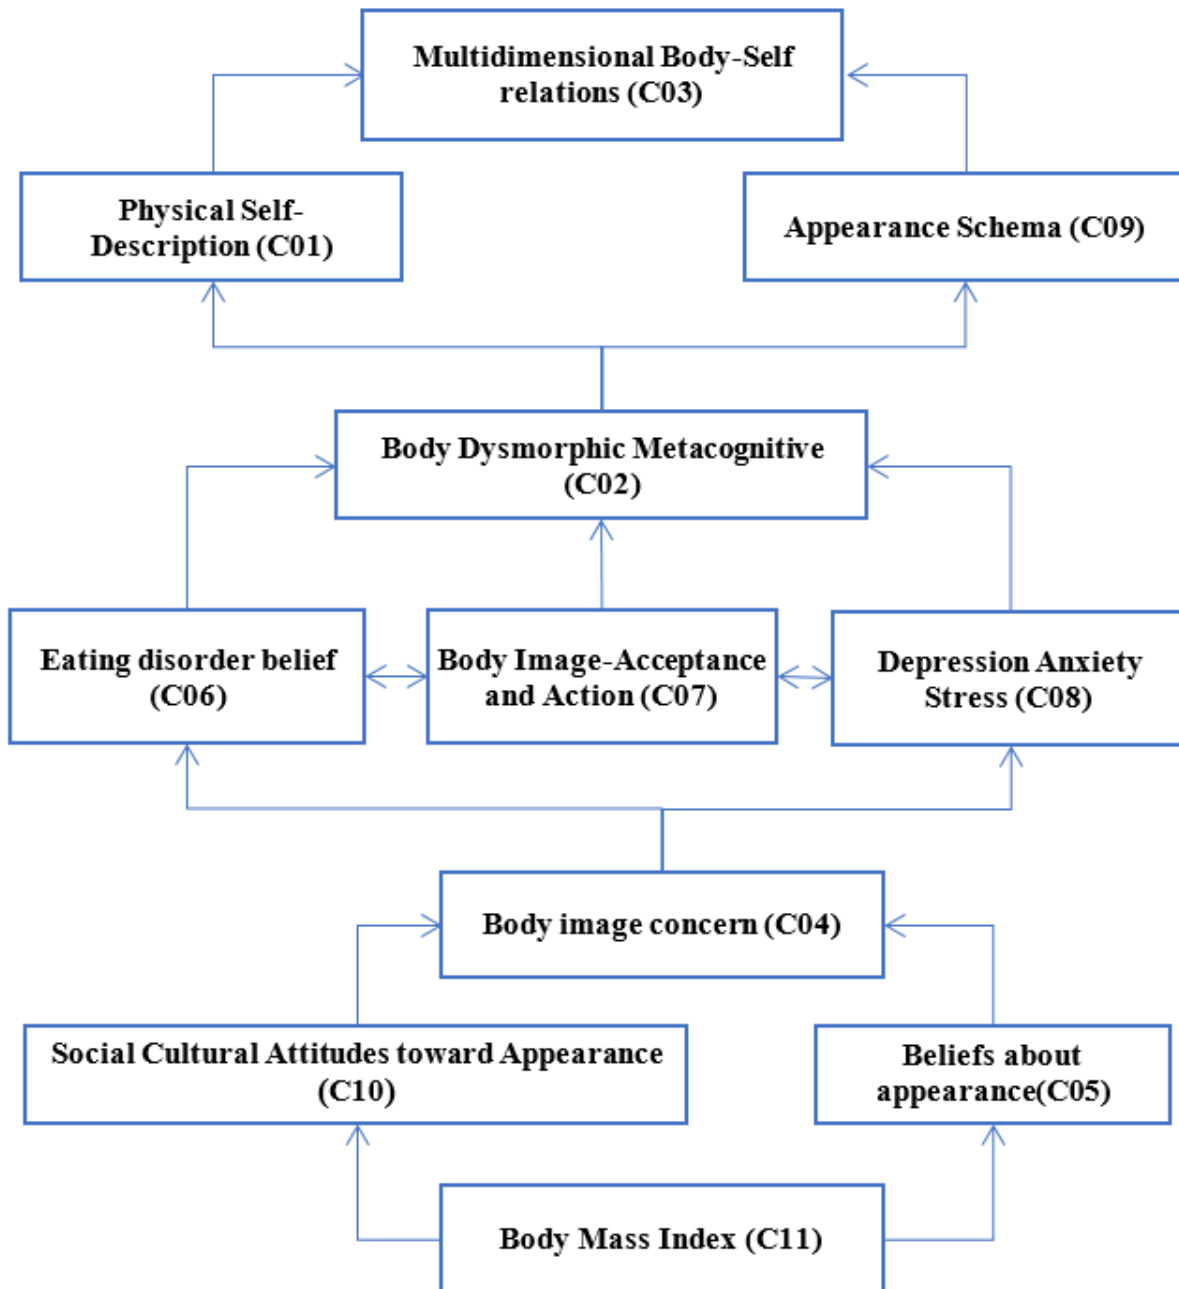 Multidimensional Body-Self
relations (C03)
Physical Self-
Description (C01)
Appearance Schema (C09)
Body Dysmorphic Metacognitive
(C02)
Eating disorder belief
(C06)
Body Image-Acceptance
and Action (C07)
Depression Anxiety
Stress (C08)
Body image concern (C04)
Social Cultural Attitudes toward Appearance
(C10)
Beliefs about
appearance(C05)
Body Mass Index (C11)